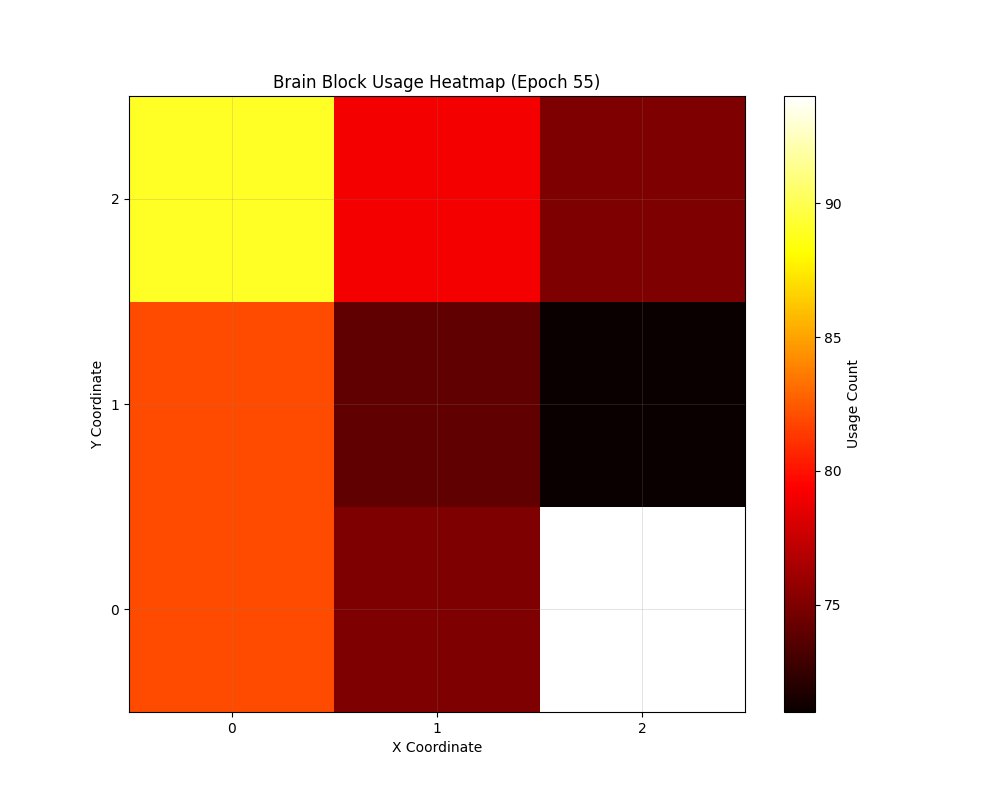 Brain Block Usage Heatmap (Epoch 55)
2
1
0
Y Coordinate
0
1
2
X Coordinate
90
85
80
75
Usage Count